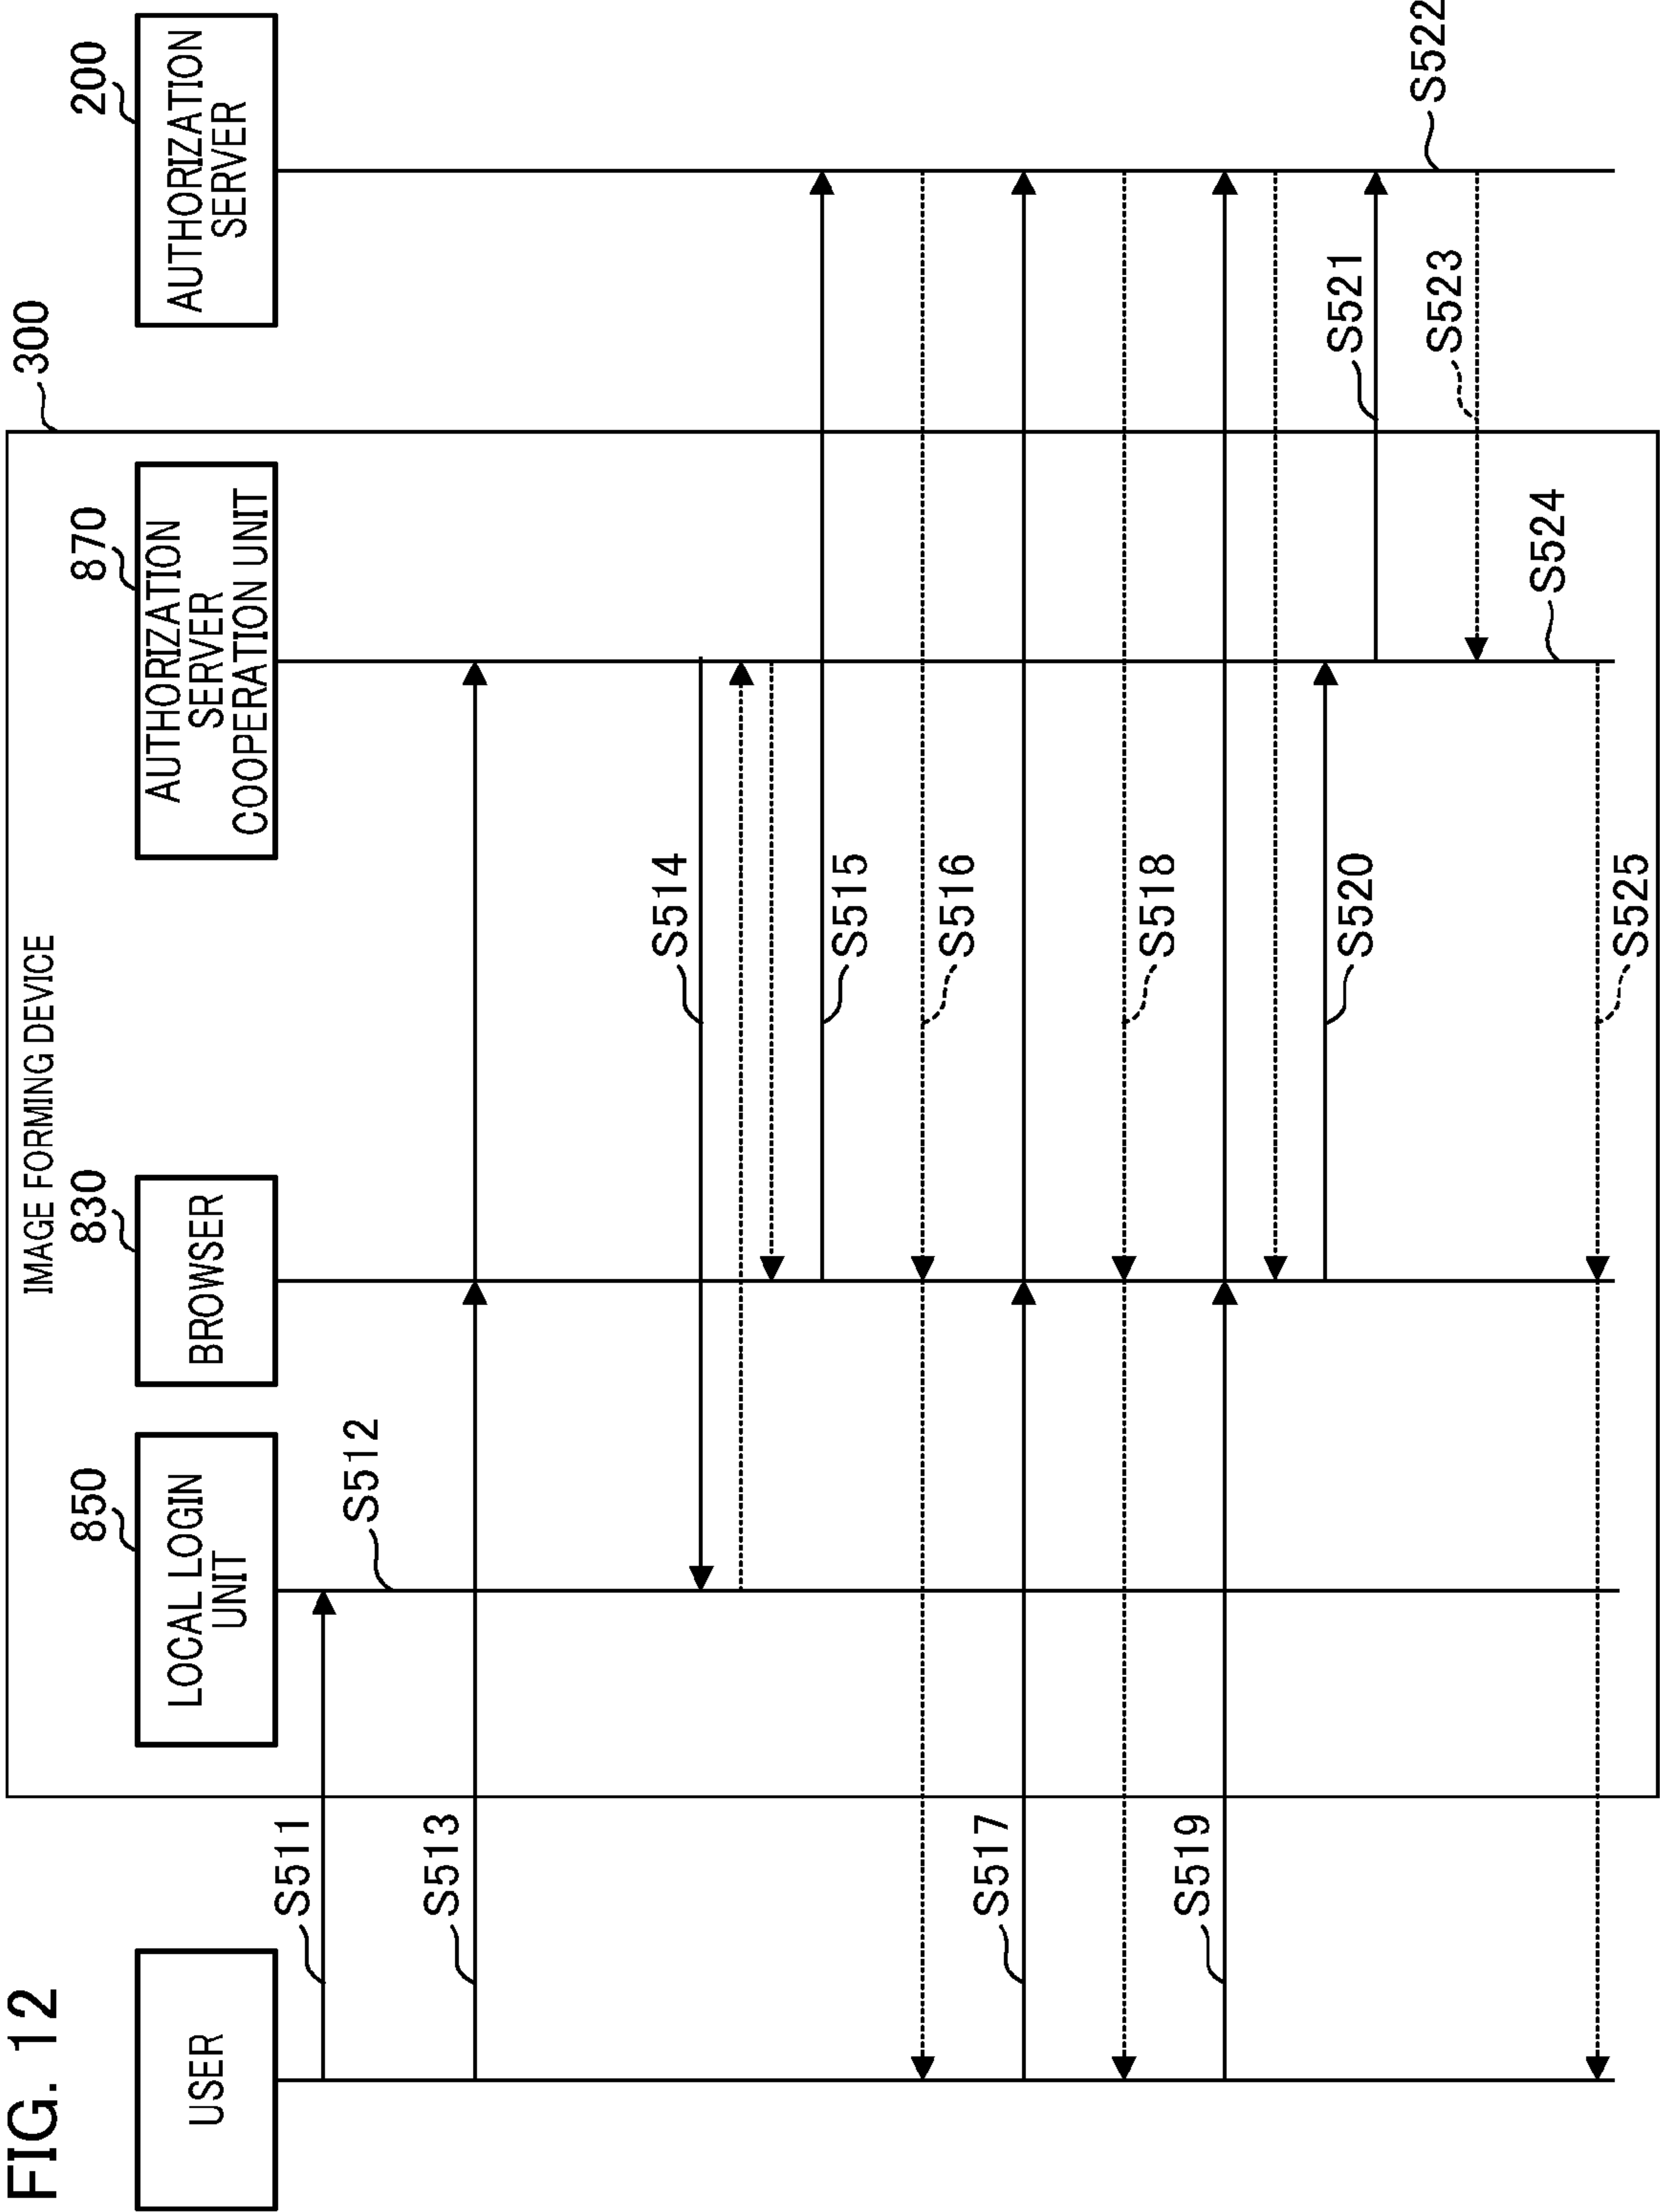 FIG. 12
IMAGE FORMING DEVICE
300
850
830
870
200
USER
LOCAL LOGIN
UNIT
BROWSER
AUTHORIZATION
SERVER
COOPERATION UNIT
AUTHORIZATION
SERVER
S511
S512
S513
S514
S515
S516
S517
S518
S519
S520
S521
S522
S523
S524
S525